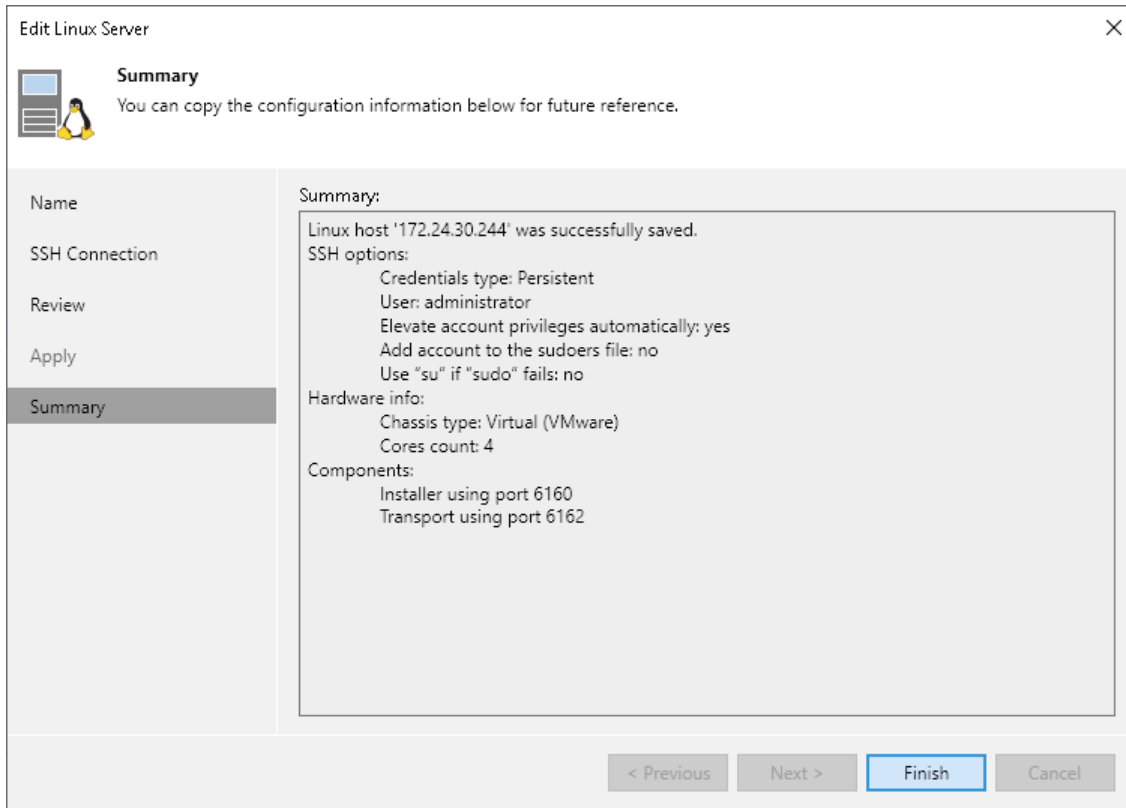 Edit Linux Server
Summary
You can copy the configuration information below for future reference.
Name
SSH Connection
Review
Apply
Summary
Summary:
Linux host '172.24.30.244' was successfully saved.
SSH options:
Credentials type: Persistent
User: administrator
Elevate account privileges automatically: yes
Add account to the sudoers file: no
Use "su" if "sudo" fails: no
Hardware info:
Chassis type: Virtual (VMware)
Cores count: 4
Components:
Installer using port 6160
Transport using port 6162
< Previous
Next >
Finish
Cancel